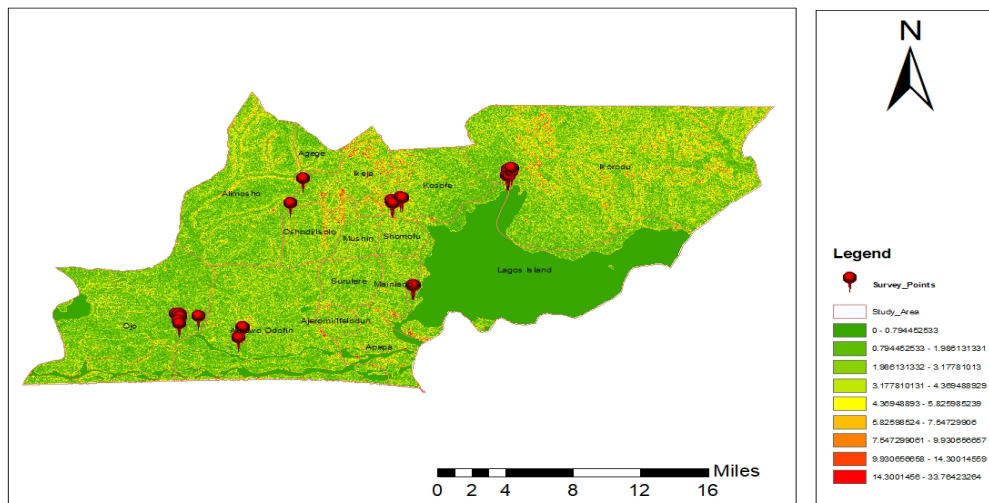 Agege
Ikeja
Ikorodu
Kosofe
Alimosho
Oshodi/Isolo
Mushin
Shomolu
Lagos Island
Surulere
Mainland
Ojo
Ajeromi/Ifelodun
Apapa
0 2 4 8 12 16 Miles
N
Legend
Survey_Points
Study_Area
0 - 0.794452533
0.794452533 - 1.986131331
1.986131332 - 3.17781013
3.177810131 - 4.369488929
4.36948893 - 5.825985239
5.82598524 - 7.54729906
7.547299061 - 9.930656657
9.930656658 - 14.30014559
14.3001456 - 33.76423264